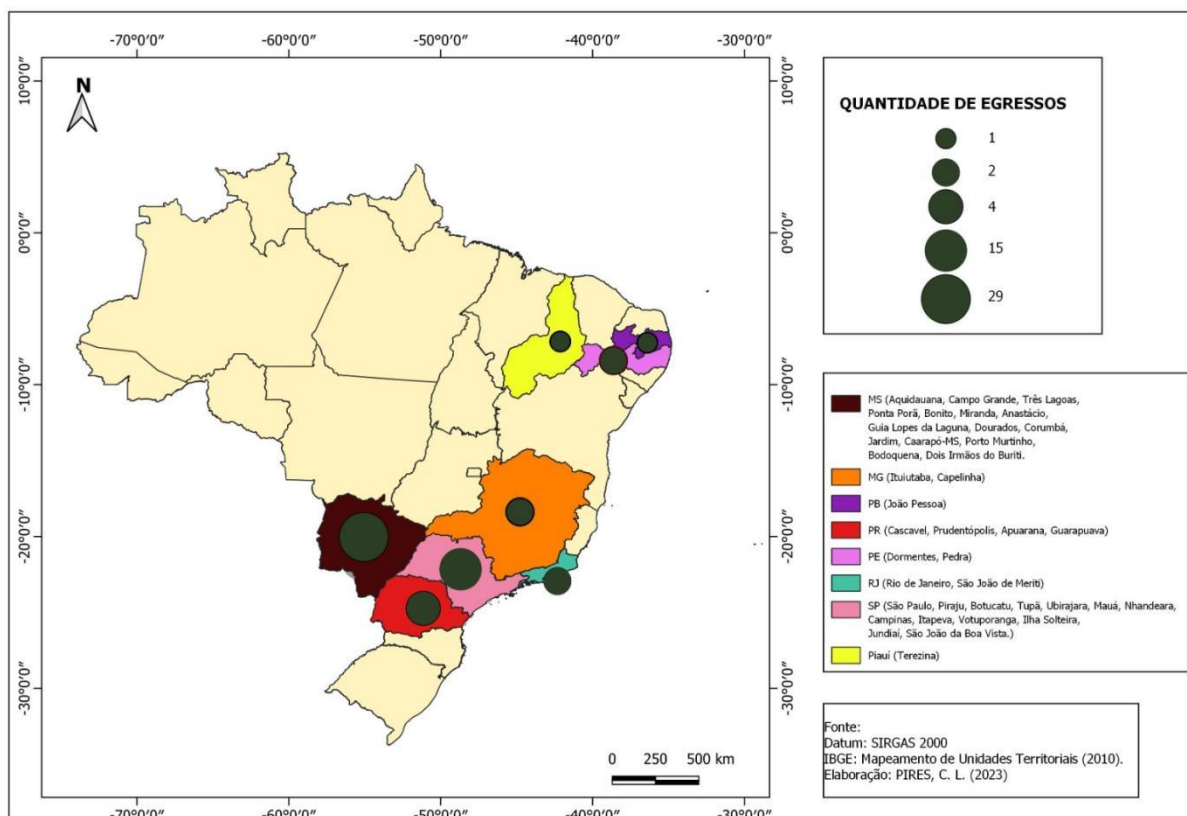 -70°0'0" -60°0'0" -50°0'0" -40°0'0" -30°0'0"
N
10°0'0"
0°0'0"
-10°0'0"
-20°0'0"
-30°0'0"
10°0'0"
0°0'0"
-10°0'0"
-20°0'0"
-30°0'0"
0 250 500 km
-70°0'0" -60°0'0" -50°0'0" -40°0'0" -30°0'0"
QUANTIDADE DE EGRESSOS
1
2
4
15
29
MS (Aquidauana, Campo Grande, Três Lagoas,
Ponta Porã, Bonito, Miranda, Anastácio,
Guia Lopes da Laguna, Dourados, Corumbá,
Jardim, Caarapó-MS, Porto Murtinho,
Bodoquena, Dois Irmãos do Buriti.
MG (Ituiutaba, Capelinha)
PB (João Pessoa)
PR (Cascavel, Prudentópolis, Apuarana, Guarapuava)
PE (Dormentes, Pedra)
RJ (Rio de Janeiro, São João de Meriti)
SP (São Paulo, Piraju, Botucatu, Tupã, Ubirajara, Mauá, Nhandeara,
Campinas, Itapeva, Votuporanga, Ilha Solteira,
Jundiaí, São João da Boa Vista.)
Piauí (Terezina)
Fonte:
Datum: SIRGAS 2000
IBGE: Mapeamento de Unidades Territoriais (2010).
Elaboração: PIRES, C. L. (2023)